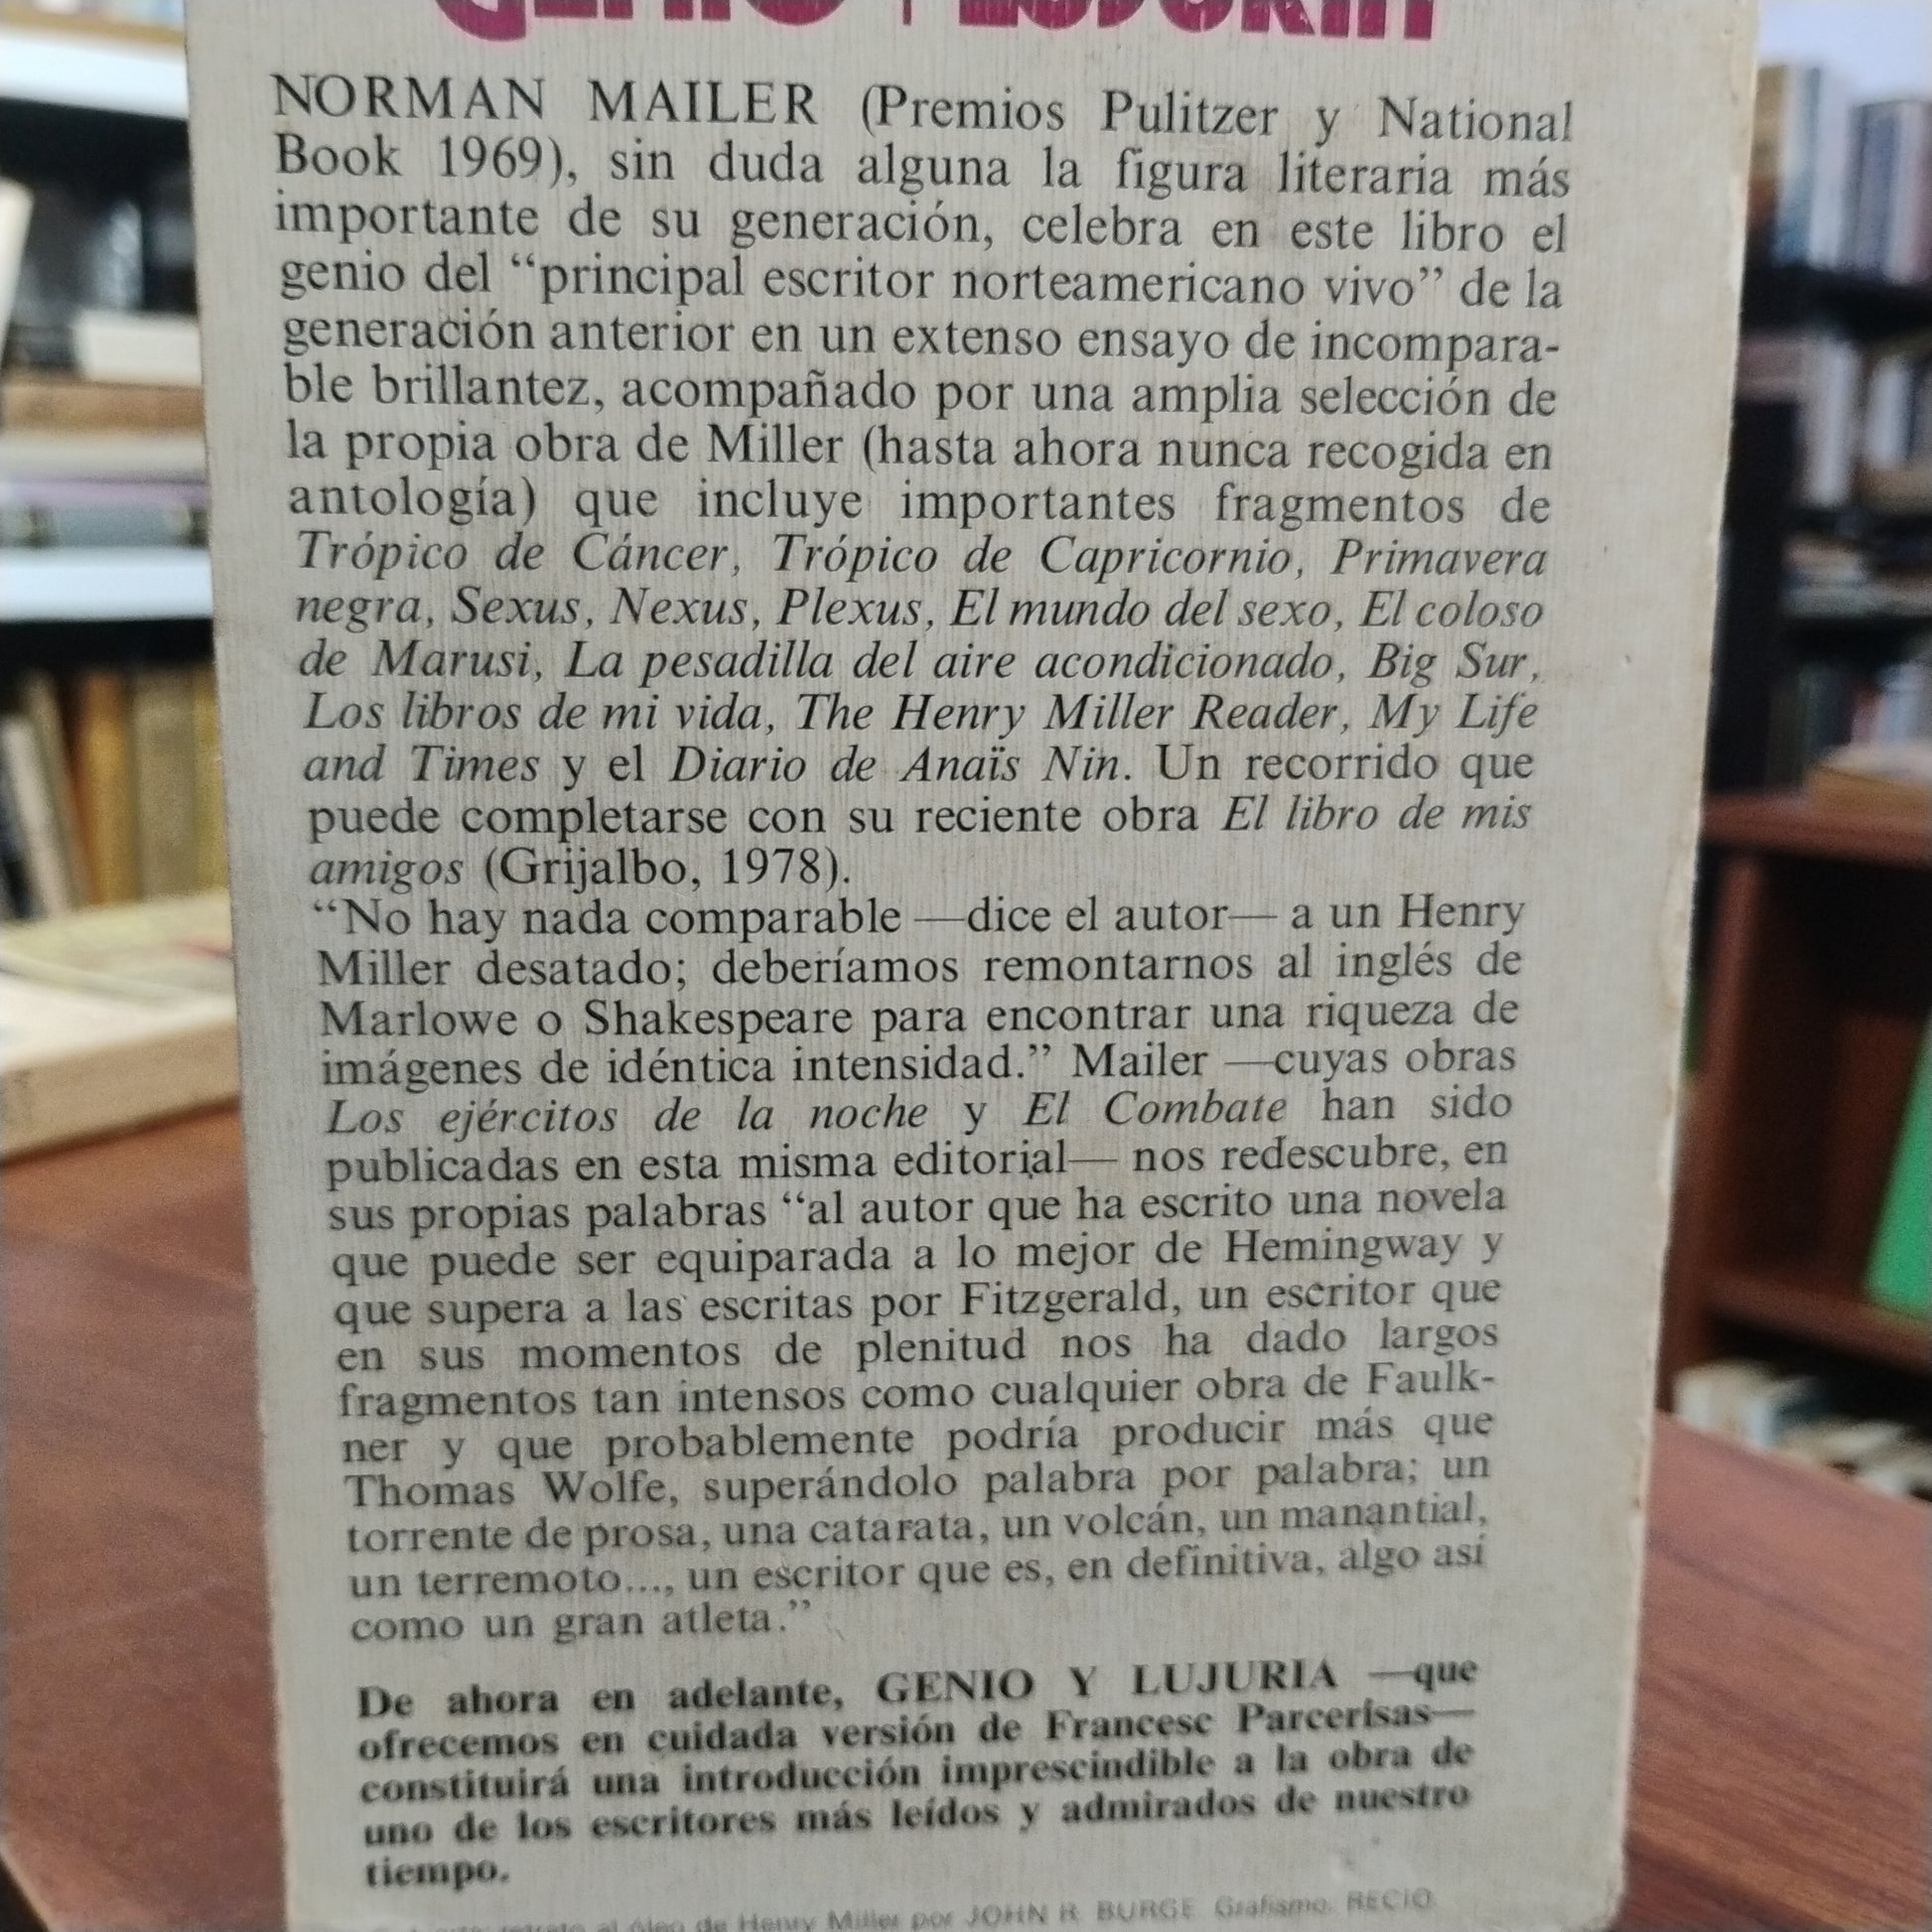 GENIO Y LUJURIA
NORMAN MAILER (Premios Pulitzer y National
Book 1969), sin duda alguna la figura literaria más
importante de su generación, celebra en este libro el
genio del “principal escritor norteamericano vivo” de la
generación anterior en un extenso ensayo de incompara-
ble brillantez, acompañado por una amplia selección de
la propia obra de Miller (hasta ahora nunca recogida en
antología) que incluye importantes fragmentos de
Trópico de Cáncer, Trópico de Capricornio, Primavera
negra, Sexus, Nexus, Plexus, El mundo del sexo, El coloso
de Marusi, La pesadilla del aire acondicionado, Big Sur,
Los libros de mi vida, The Henry Miller Reader, My Life
and Times y el Diario de Anaïs Nin. Un recorrido que
puede completarse con su reciente obra El libro de mis
amigos (Grijalbo, 1978).
“No hay nada comparable —dice el autor— a un Henry
Miller desatado; deberíamos remontarnos al inglés de
Marlowe o Shakespeare para encontrar una riqueza de
imágenes de idéntica intensidad.” Mailer —cuyas obras
Los ejércitos de la noche y El Combate han sido
publicadas en esta misma editorial— nos redescubre, en
sus propias palabras “al autor que ha escrito una novela
que puede ser equiparada a lo mejor de Hemingway y
que supera a las escritas por Fitzgerald, un escritor que
en sus momentos de plenitud nos ha dado largos
fragmentos tan intensos como cualquier obra de Faulk-
ner y que probablemente podría producir más que
Thomas Wolfe, superándolo palabra por palabra; un
torrente de prosa, una catarata, un volcán, un manantial,
un terremoto..., un escritor que es, en definitiva, algo así
como un gran atleta.”
De ahora en adelante, GENIO Y LUJURIA —que
ofrecemos en cuidada versión de Francesc Parcerisas—
constituirá una introducción imprescindible a la obra de
uno de los escritores más leídos y admirados de nuestro
tiempo.
retrato al óleo de Henry Miller por JOHN R. BURGE. Grafismo: RECIO